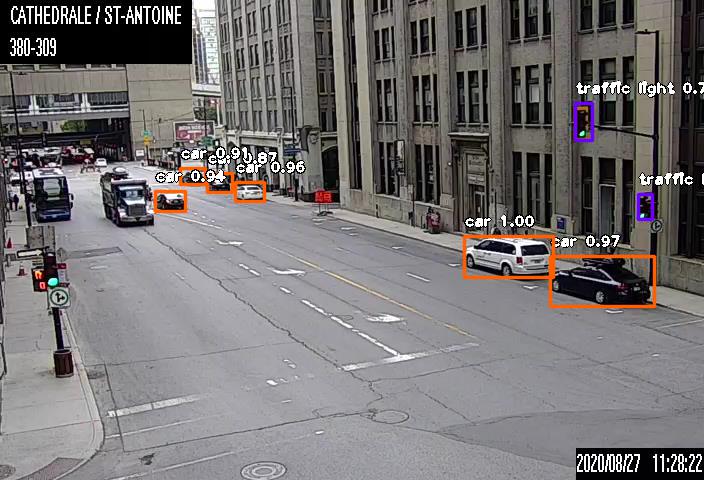 CATHEDRALE / ST-ANTOINE
380-309
traffic light 0.7
car 0.91
0.87
car 0.94
car 0.96
traffic
car 1.00
car 0.97
2020/08/27 11:28:22